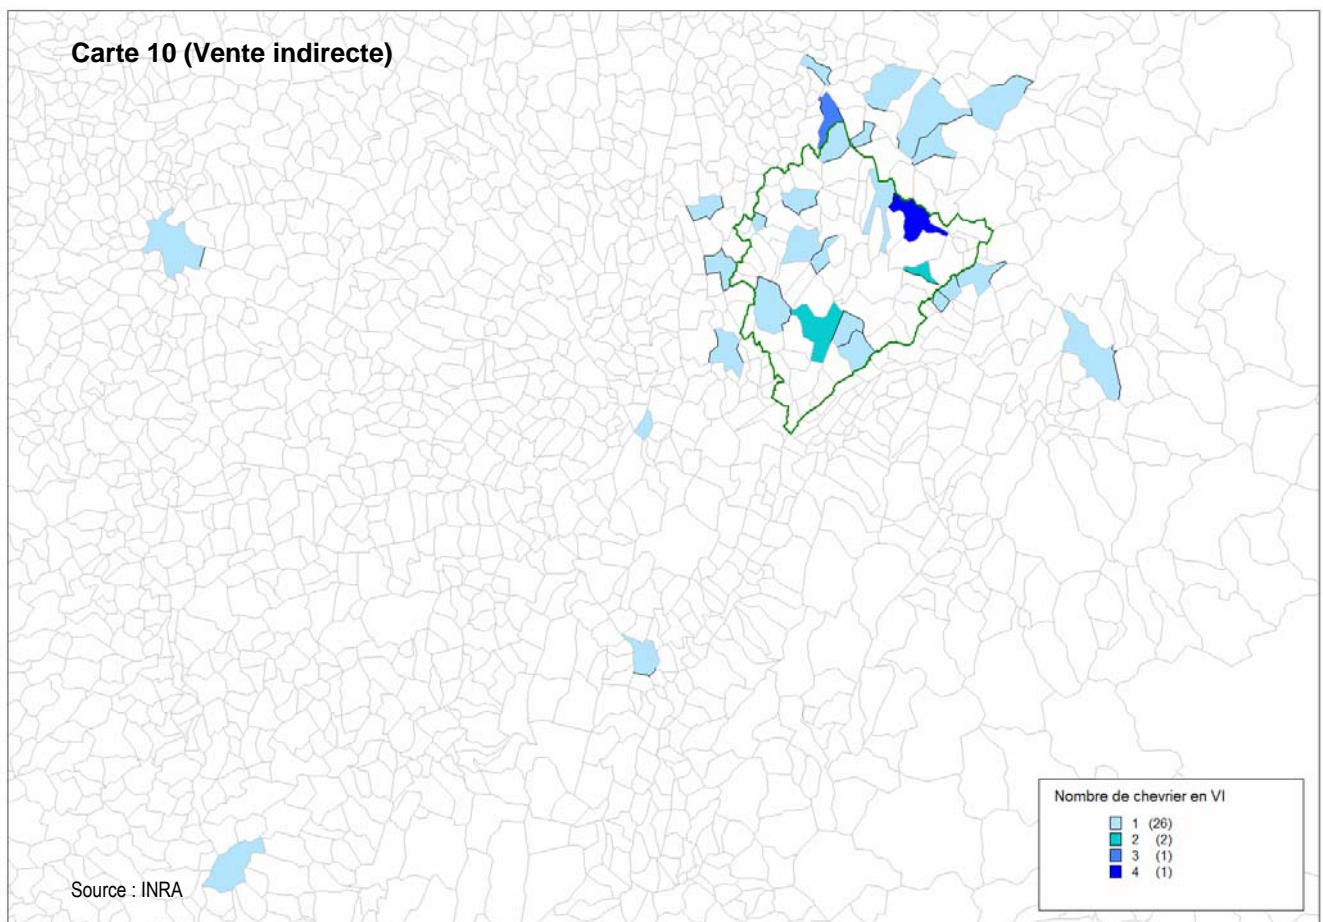 Carte 10 (Vente indirecte)
Nombre de chevrier en VI
1 (26)
2 (2)
3 (1)
4 (1)
Source : INRA